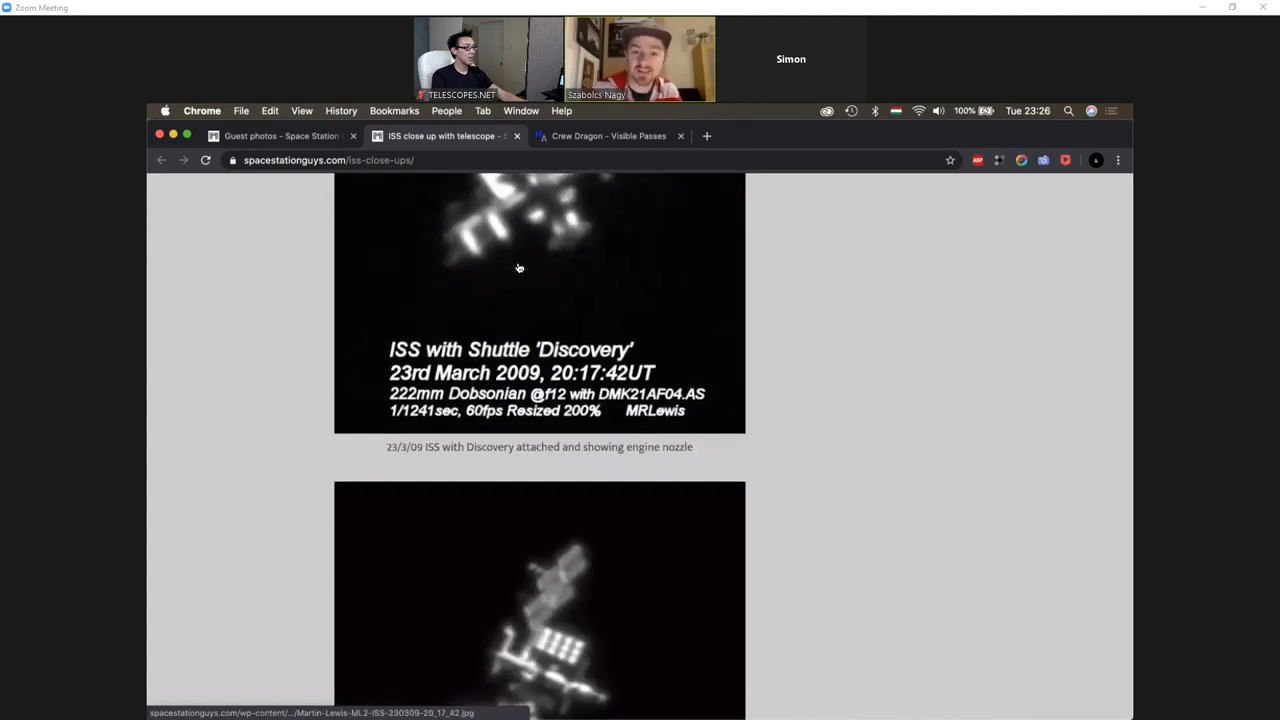 Zoom Meeting
TELESCOPES.NET
Szabolcs Nagy
Simon
Chrome File Edit View History Bookmarks People Tab Window Help 100% Tue 23:26
Guest photos - Space Station
ISS close up with telescope - S
Crew Dragon - Visible Passes
spacestationguys.com/iss-close-ups/
ABP
ISS with Shuttle 'Discovery'
23rd March 2009, 20:17:42UT
222mm Dobsonian @f12 with DMK21AF04.AS
1/1241sec, 60fps Resized 200% MRLewis
23/3/09 ISS with Discovery attached and showing engine nozzle
spacestationguys.com/wp-content/.../Martin-Lewis-ML2-ISS-230309-20_17_42.jpg